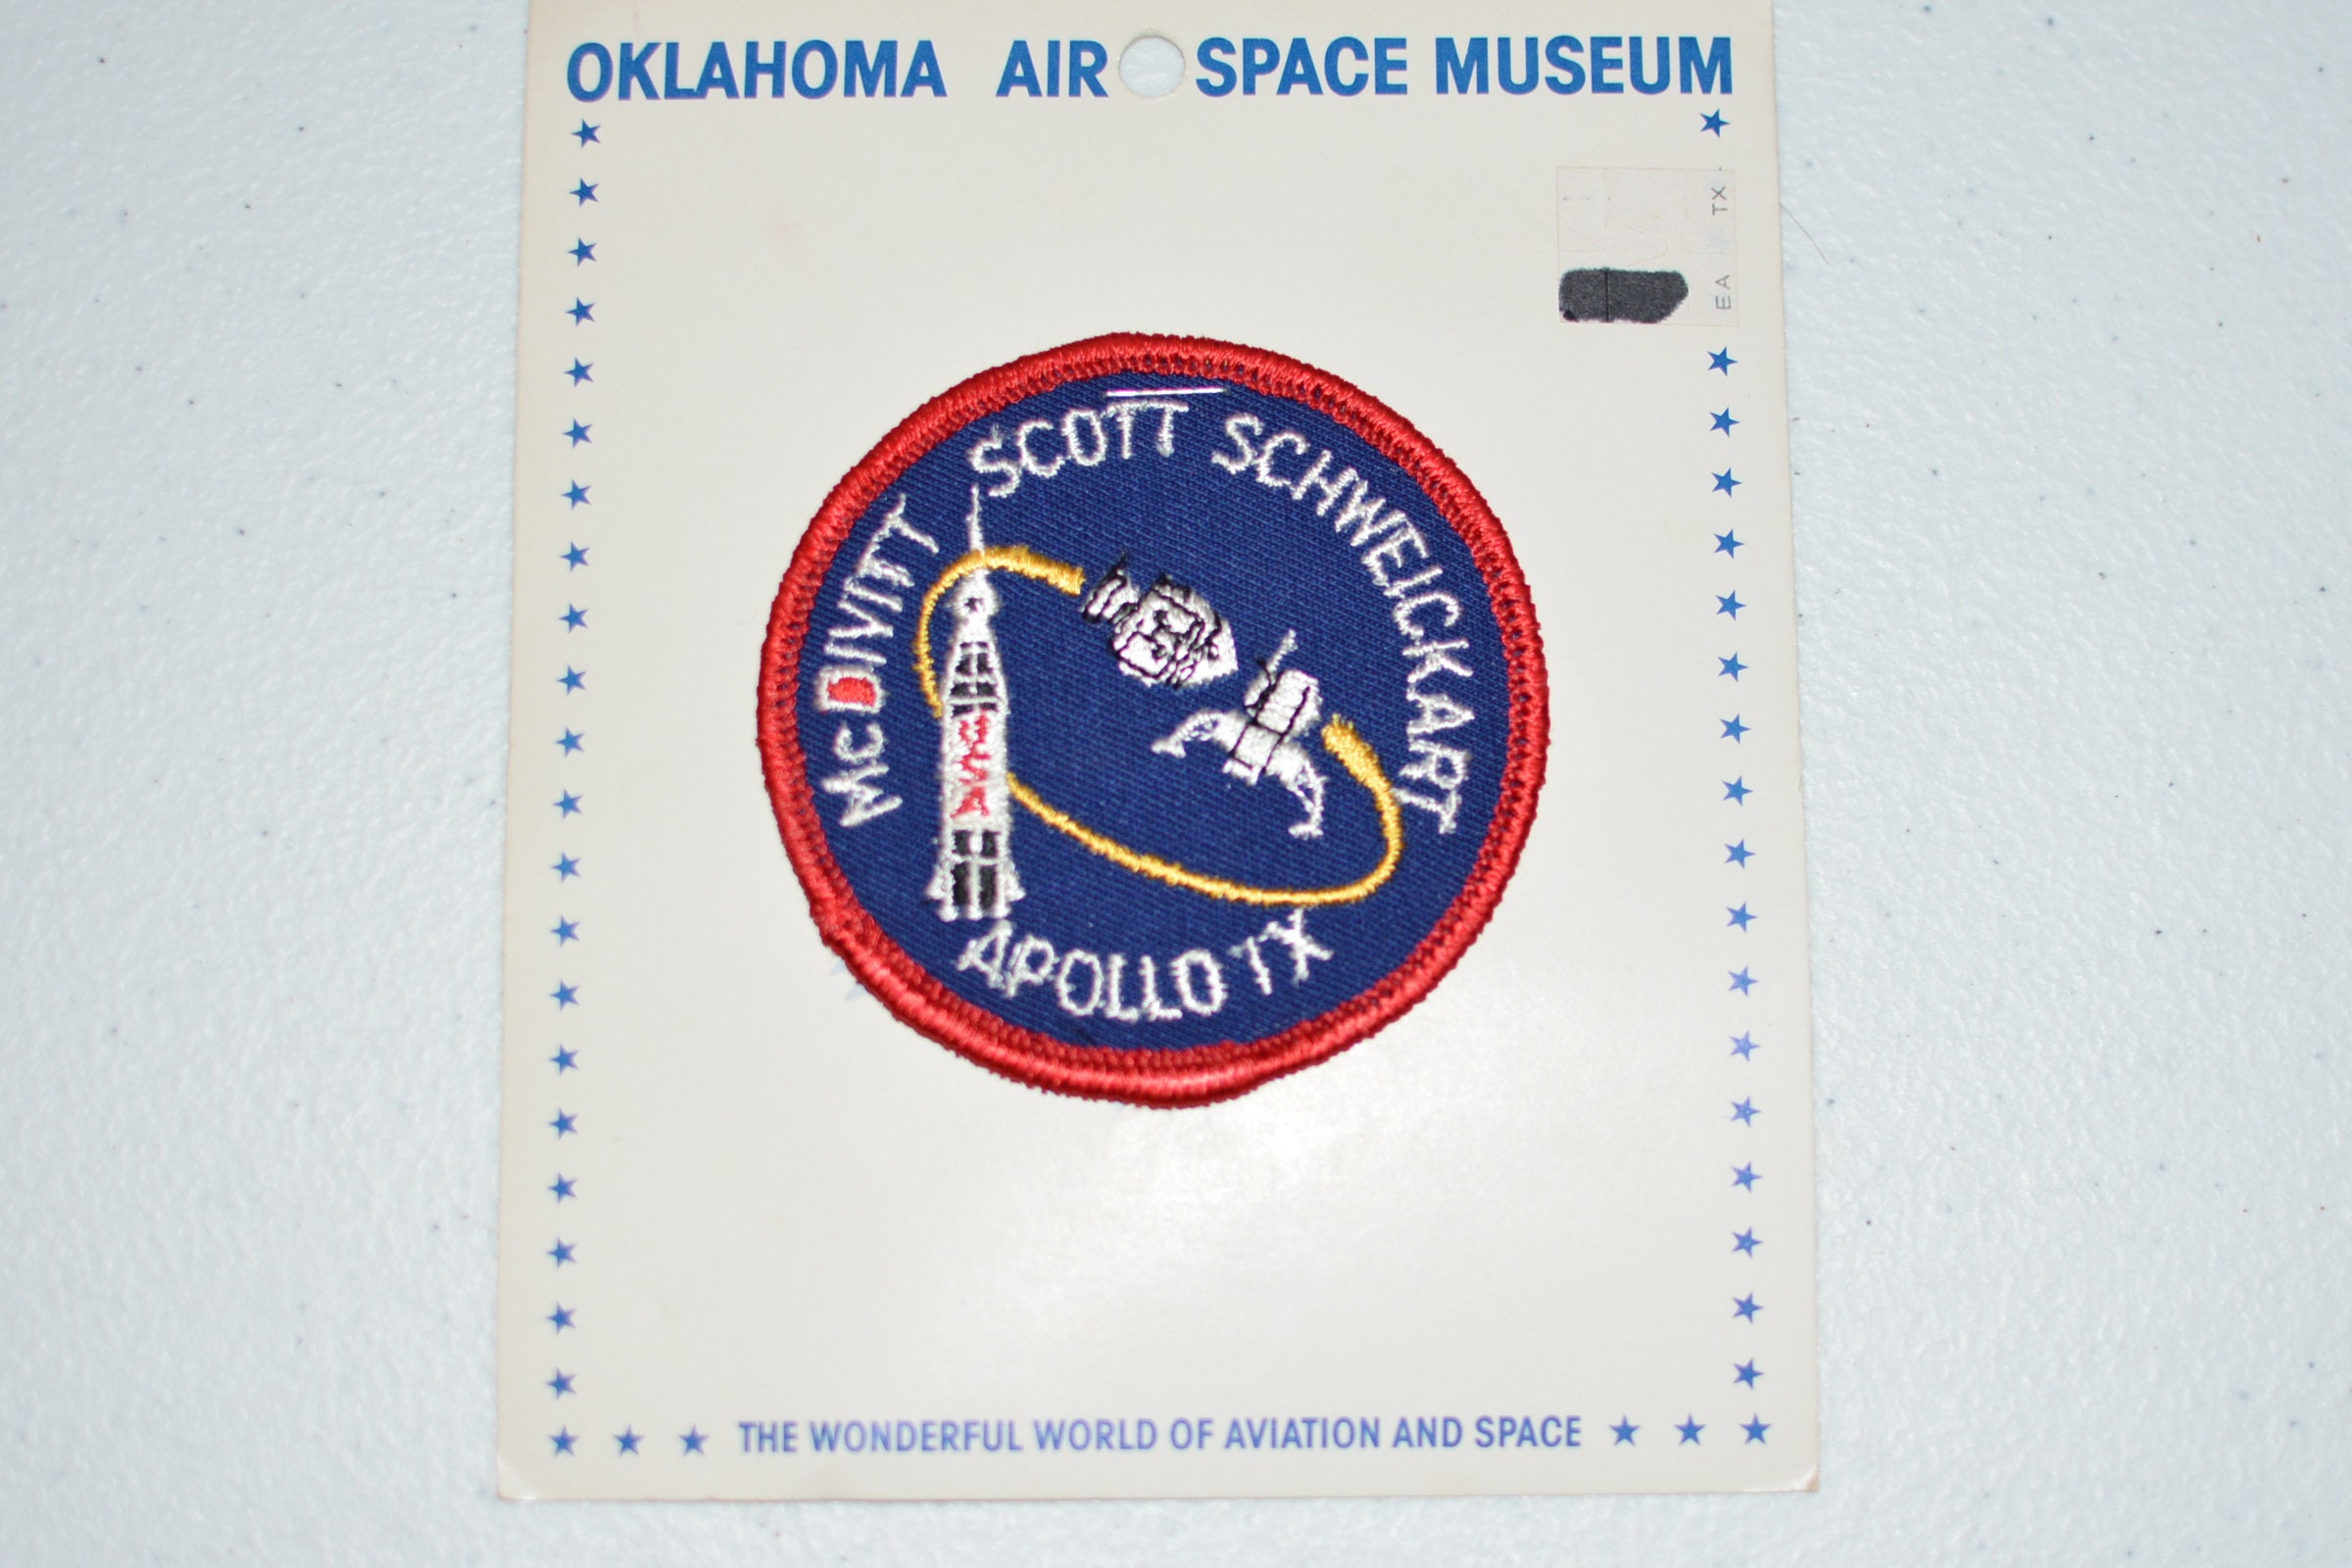 OKLAHOMA AIR SPACE MUSEUM
EA TX
McDIVITT SCOTT SCHWEICKART
USA
APOLLO IX
THE WONDERFUL WORLD OF AVIATION AND SPACE